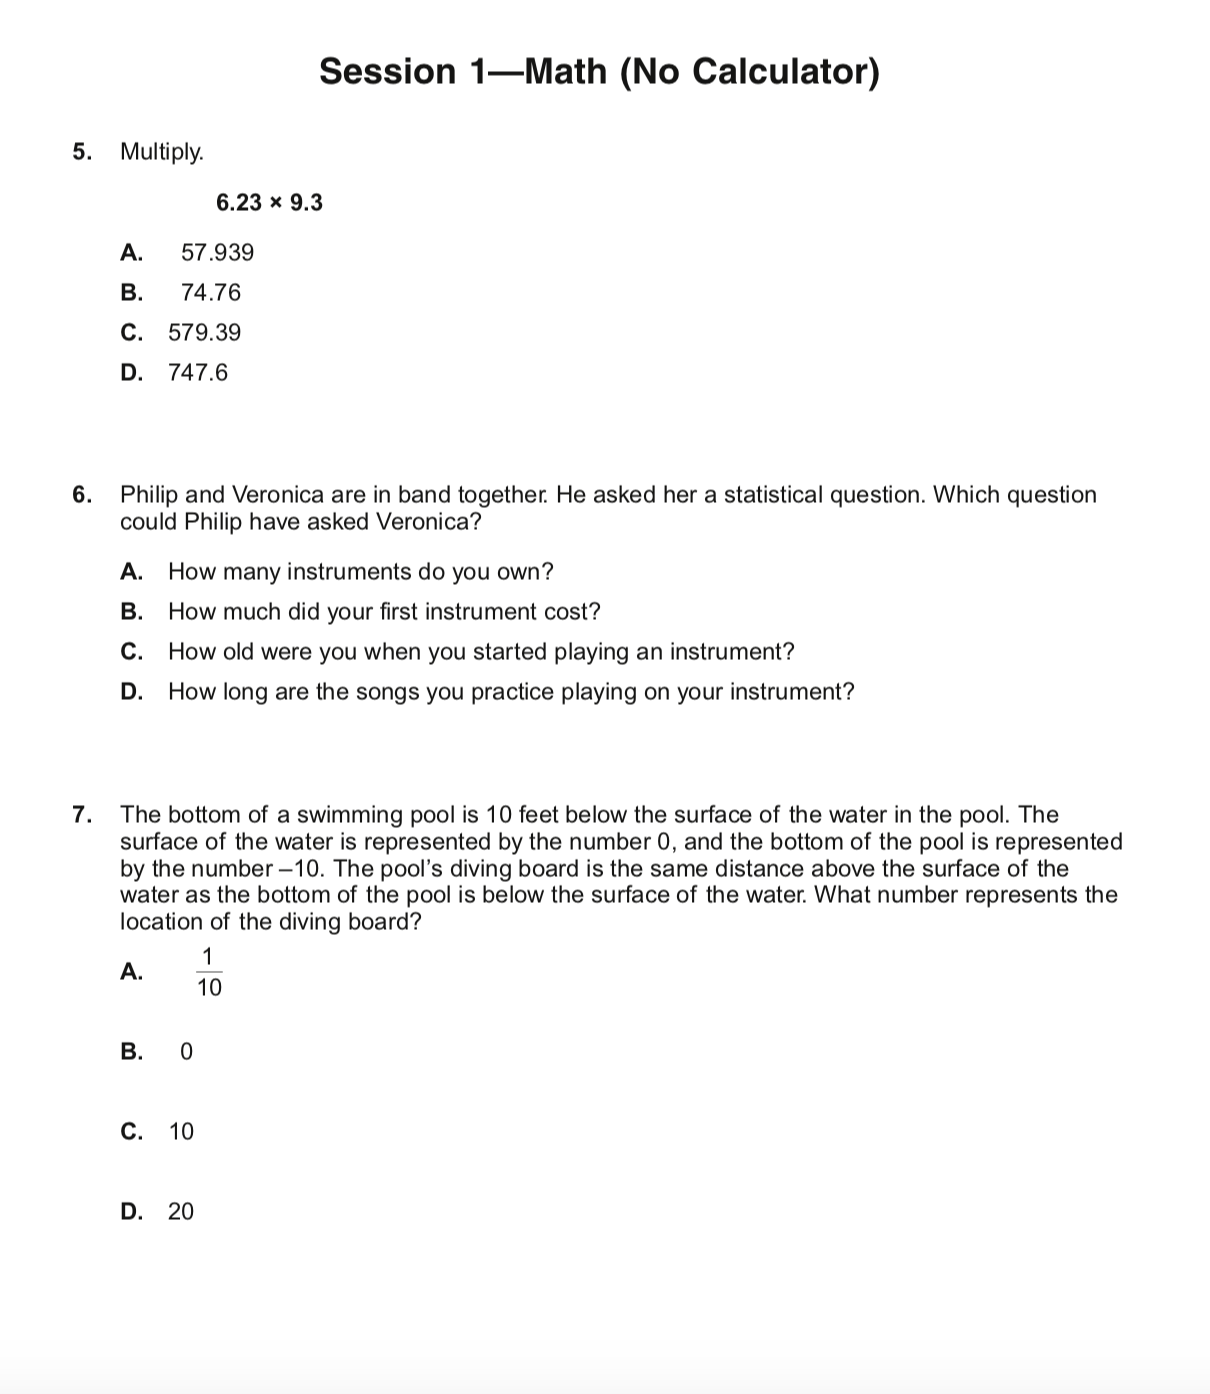 Session 1—Math (No Calculator)
5. Multiply.
6.23 × 9.3
A. 57.939
B. 74.76
C. 579.39
D. 747.6
6. Philip and Veronica are in band together. He asked her a statistical question. Which question
could Philip have asked Veronica?
A. How many instruments do you own?
B. How much did your first instrument cost?
C. How old were you when you started playing an instrument?
D. How long are the songs you practice playing on your instrument?
7. The bottom of a swimming pool is 10 feet below the surface of the water in the pool. The
surface of the water is represented by the number 0, and the bottom of the pool is represented
by the number –10. The pool’s diving board is the same distance above the surface of the
water as the bottom of the pool is below the surface of the water. What number represents the
location of the diving board?
A. 1/10
B. 0
C. 10
D. 20